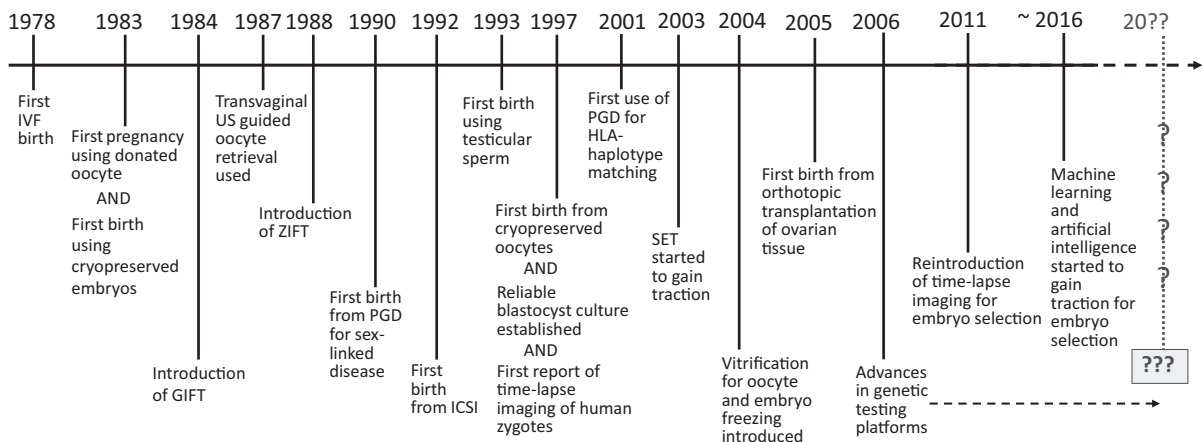 1978 1983 1984 1987 1988 1990 1992 1993 1997 2001 2003 2004 2005 2006 2011 ~ 2016 20??
First
IVF
birth
First pregnancy
using donated
oocyte
AND
First birth
using
cryopreserved
embryos
Introduction
of GIFT
Transvaginal
US guided
oocyte
retrieval
used
Introduction
of ZIFT
First birth
from PGD
for sex-
linked
disease
First
birth
from ICSI
First birth
using
testicular
sperm
First birth from
cryopreserved
oocytes
AND
Reliable
blastocyst culture
established
AND
First report of
time-lapse
imaging of human
zygotes
First use of
PGD for
HLA-
haplotype
matching
SET
started
to gain
traction
Vitrification
for oocyte
and embryo
freezing
introduced
First birth from
orthotopic
transplantation
of ovarian
tissue
Advances
in genetic
testing
platforms
Reintroduction
of time-lapse
imaging for
embryo selection
Machine
learning
and
artificial
intelligence
started to
gain
traction for
embryo
selection
?
?
?
?
???